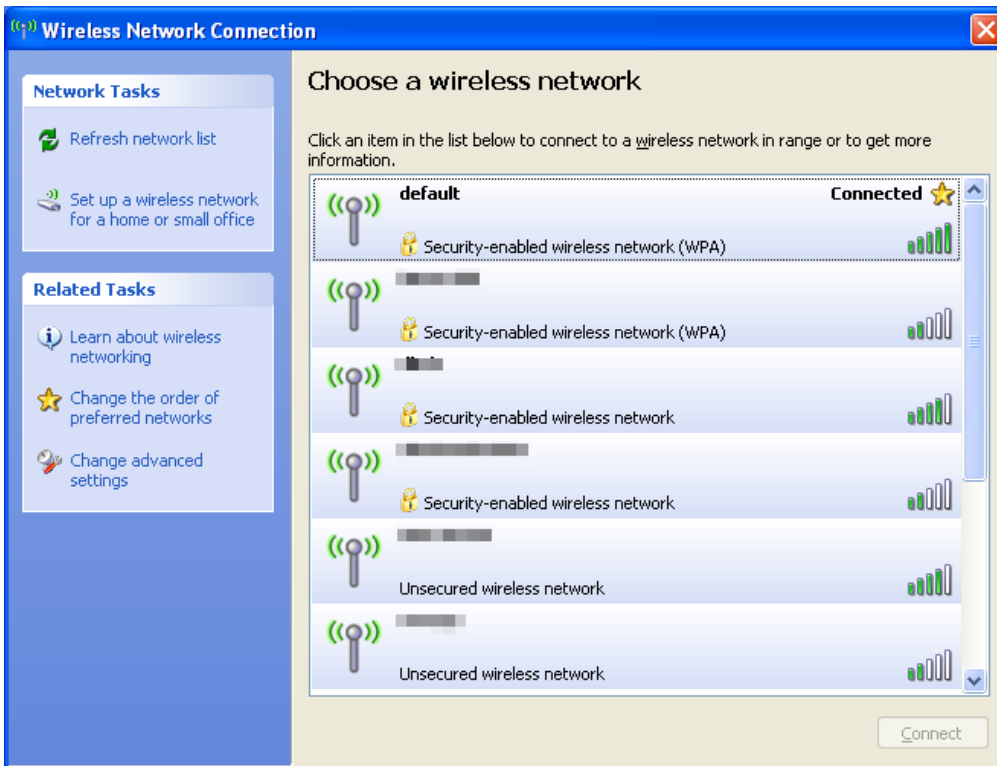 Wireless Network Connection
Network Tasks
Refresh network list
Set up a wireless network
for a home or small office
Related Tasks
Learn about wireless
networking
Change the order of
preferred networks
Change advanced
settings
Choose a wireless network
Click an item in the list below to connect to a wireless network in range or to get more
information.
default Connected
Security-enabled wireless network (WPA)
Security-enabled wireless network (WPA)
Security-enabled wireless network
Security-enabled wireless network
Unsecured wireless network
Unsecured wireless network
Connect